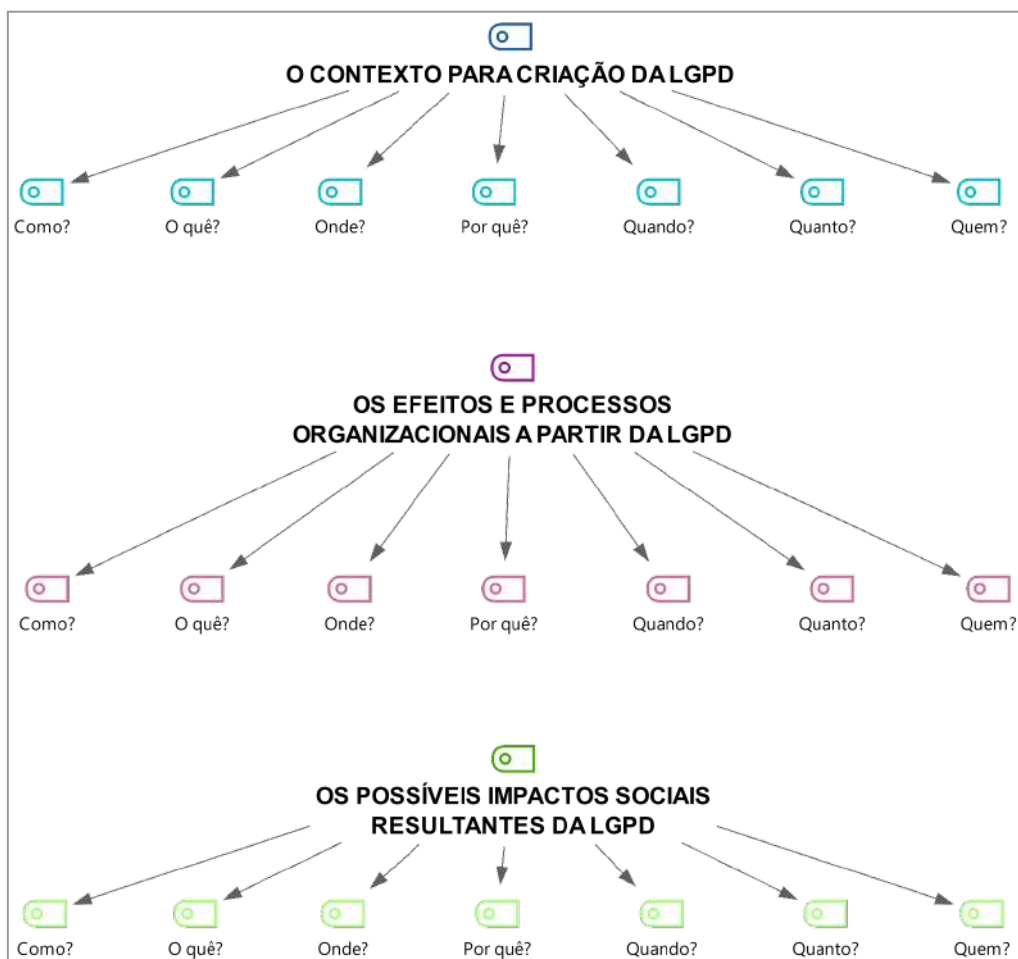 O CONTEXTO PARA CRIAÇÃO DA LGPD
Como? O quê? Onde? Por quê? Quando? Quanto? Quem?
OS EFEITOS E PROCESSOS
ORGANIZACIONAIS A PARTIR DA LGPD
Como? O quê? Onde? Por quê? Quando? Quanto? Quem?
OS POSSÍVEIS IMPACTOS SOCIAIS
RESULTANTES DA LGPD
Como? O quê? Onde? Por quê? Quando? Quanto? Quem?